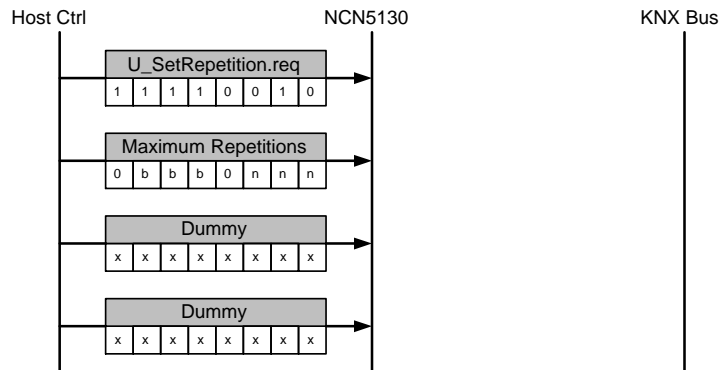 Host Ctrl NCN5130 KNX Bus
U_SetRepetition.req
1 1 1 1 0 0 1 0
Maximum Repetitions
0 b b b 0 n n n
Dummy
x x x x x x x x
Dummy
x x x x x x x x